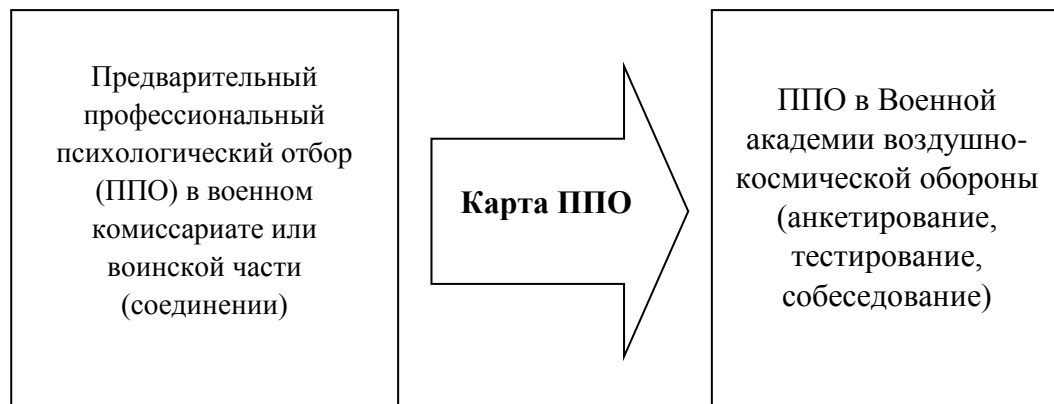 Предварительный
профессиональный
психологический отбор
(ППО) в военном
комиссариате или
воинской части
(соединении)
Карта ППО
ППО в Военной
академии воздушно-
космической обороны
(анкетирование,
тестирование,
собеседование)